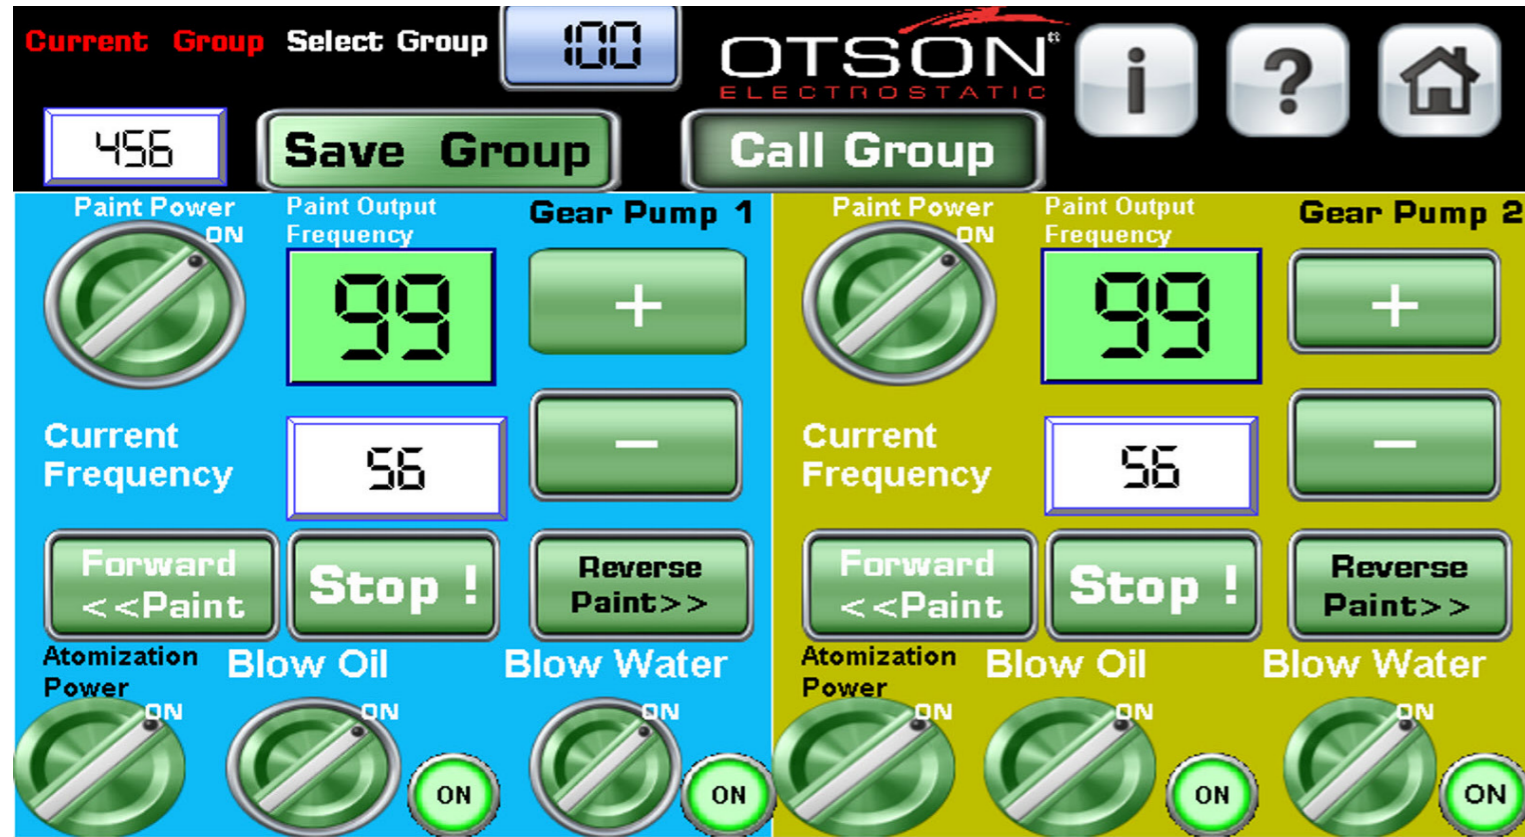 Current Group Select Group 100
OTSON®
ELECTROSTATIC
i
?
456
Save Group
Call Group
Paint Power
ON
Paint Output
Frequency
99
Gear Pump 1
+
Current
Frequency
56
-
Forward
<<Paint
Stop !
Reverse
Paint>>
Atomization
Power
ON
Blow Oil
ON
ON
Blow Water
ON
ON
Paint Power
ON
Paint Output
Frequency
99
Gear Pump 2
+
Current
Frequency
56
-
Forward
<<Paint
Stop !
Reverse
Paint>>
Atomization
Power
ON
Blow Oil
ON
ON
Blow Water
ON
ON